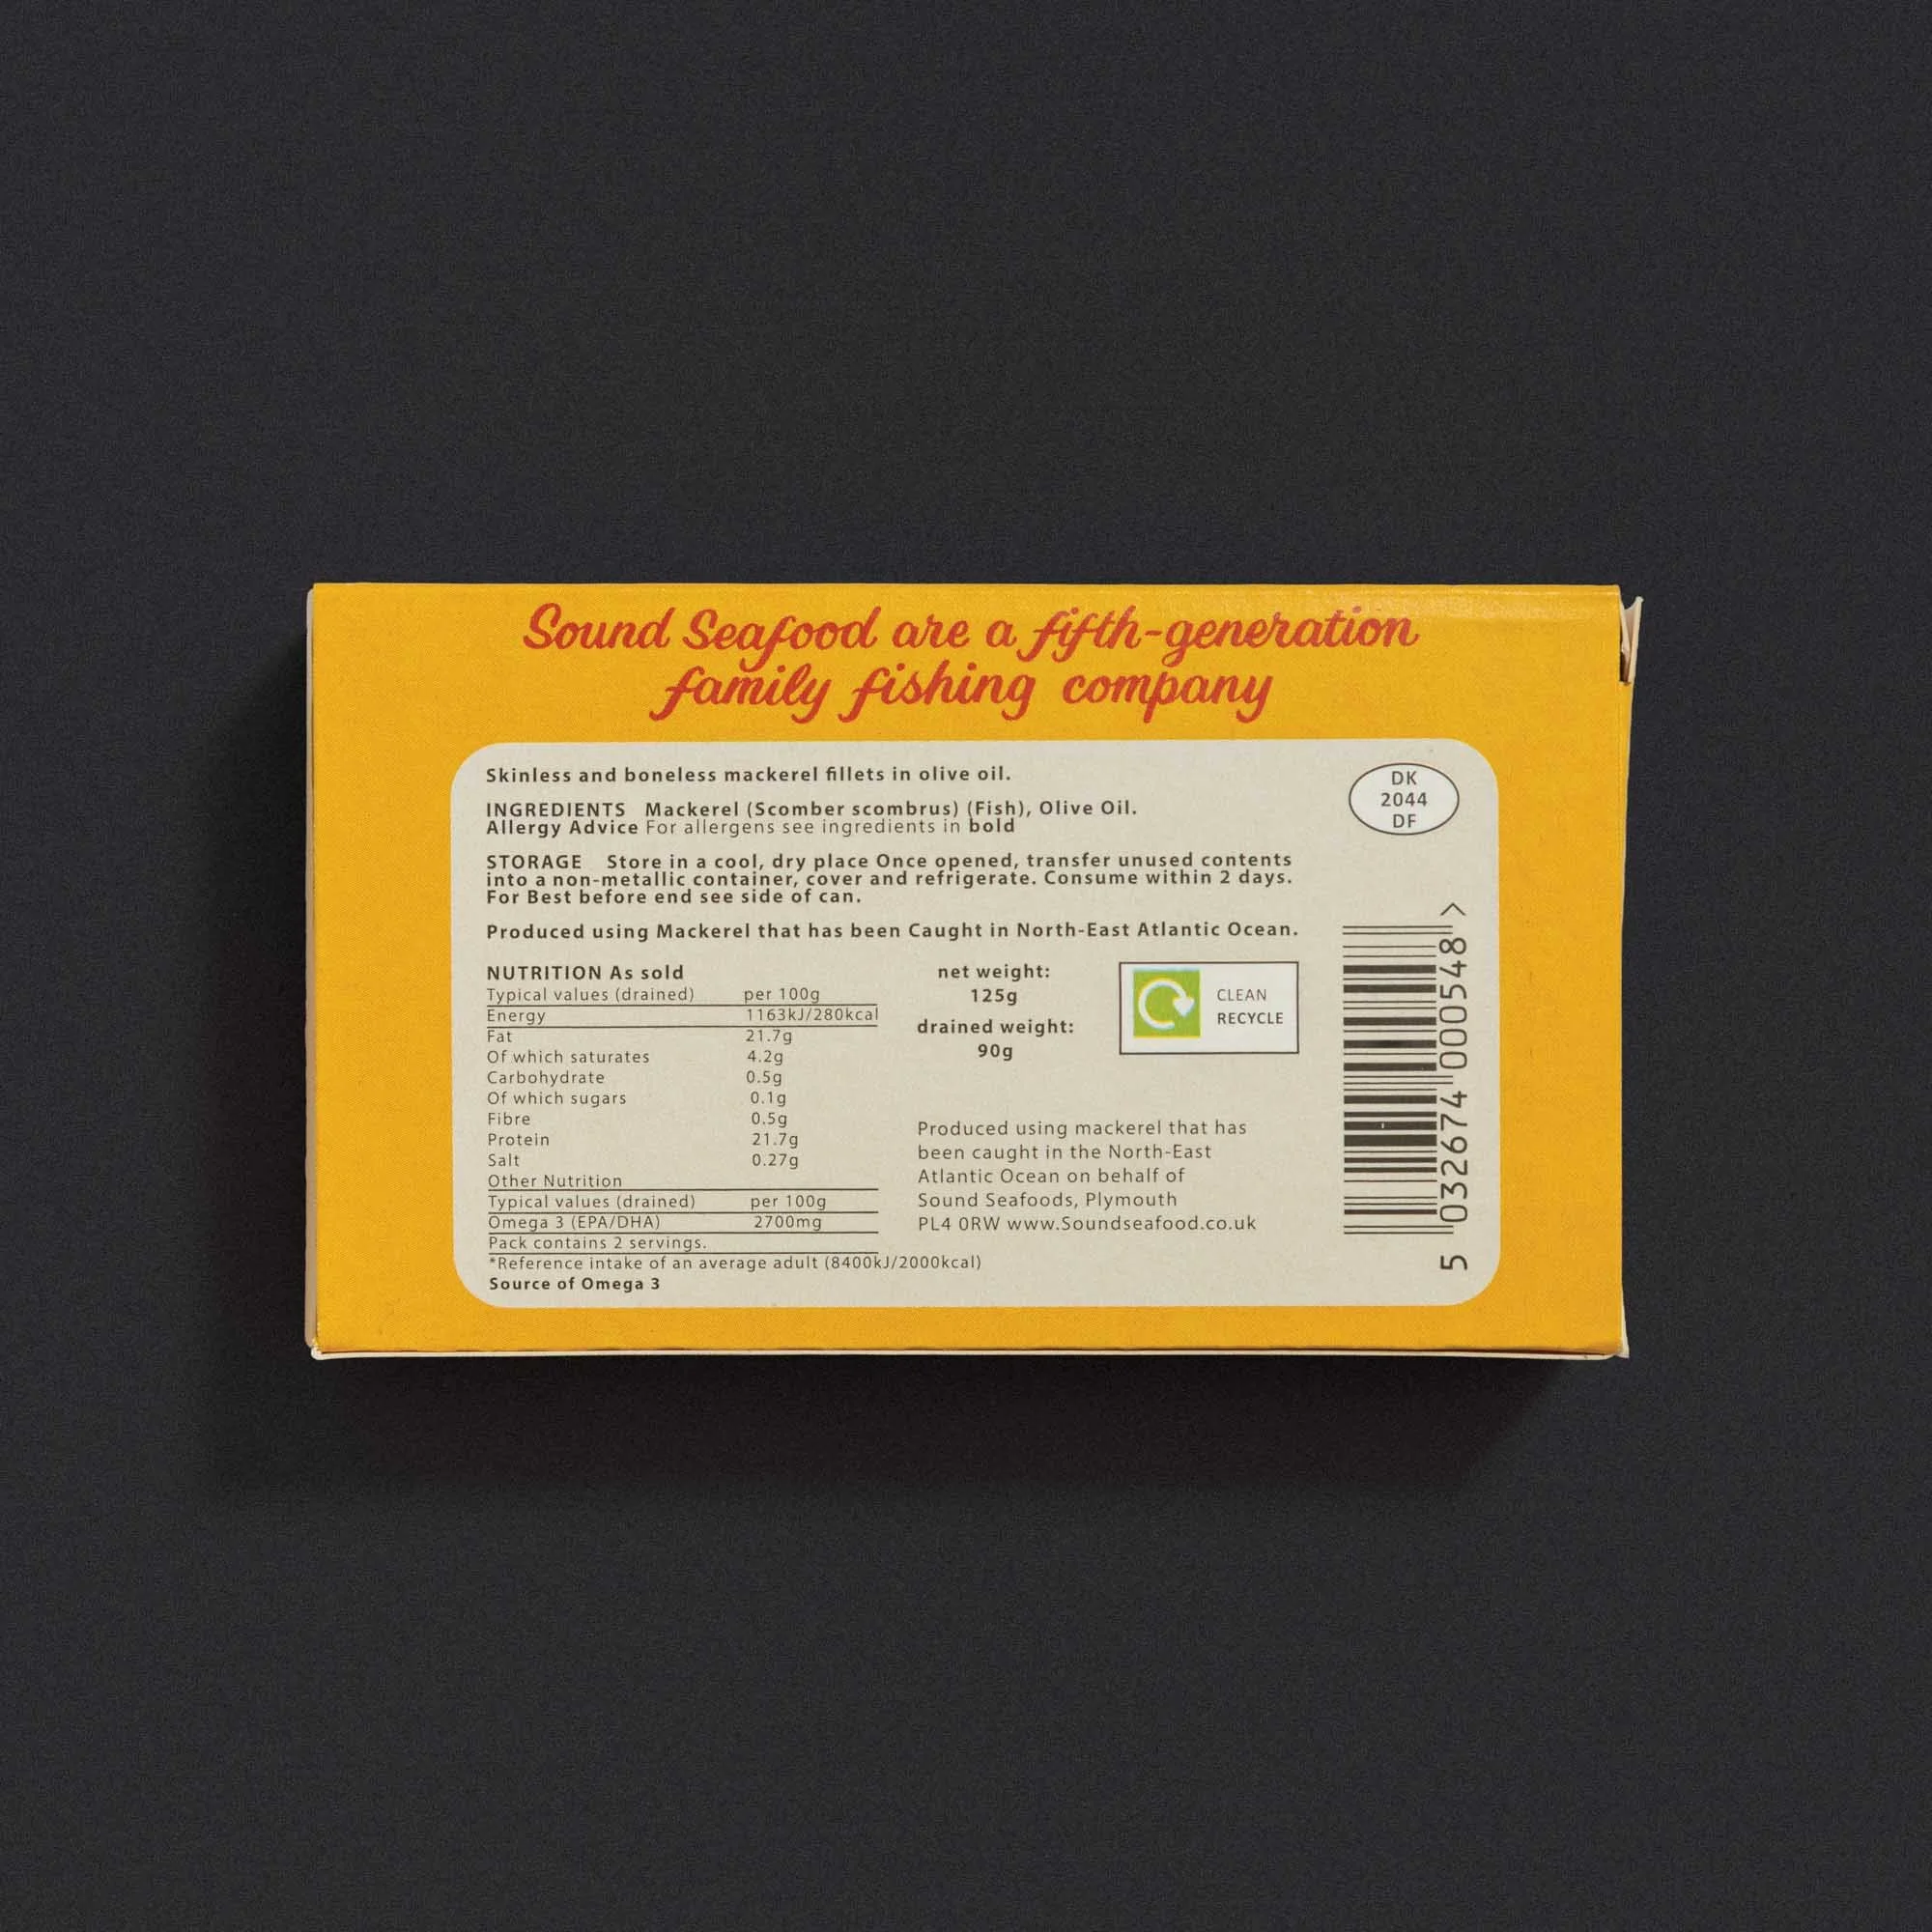 Sound Seafood are a fifth-generation
family fishing company
Skinless and boneless mackerel fillets in olive oil.
INGREDIENTS Mackerel (Scomber scombrus) (Fish), Olive Oil.
Allergy Advice For allergens see ingredients in bold
STORAGE Store in a cool, dry place Once opened, transfer unused contents
into a non-metallic container, cover and refrigerate. Consume within 2 days.
For Best before end see side of can.
Produced using Mackerel that has been Caught in North-East Atlantic Ocean.
NUTRITION As sold
Typical values (drained) per 100g
Energy 1163kJ/280kcal
Fat 21.7g
Of which saturates 4.2g
Carbohydrate 0.5g
Of which sugars 0.1g
Fibre 0.5g
Protein 21.7g
Salt 0.27g
Other Nutrition
Typical values (drained) per 100g
Omega 3 (EPA/DHA) 2700mg
Pack contains 2 servings.
*Reference intake of an average adult (8400kJ/2000kcal)
Source of Omega 3
net weight:
125g
drained weight:
90g
CLEAN
RECYCLE
Produced using mackerel that has
been caught in the North-East
Atlantic Ocean on behalf of
Sound Seafoods, Plymouth
PL4 0RW www.Soundseafood.co.uk
DK
2044
DF
5 032674 000548 >